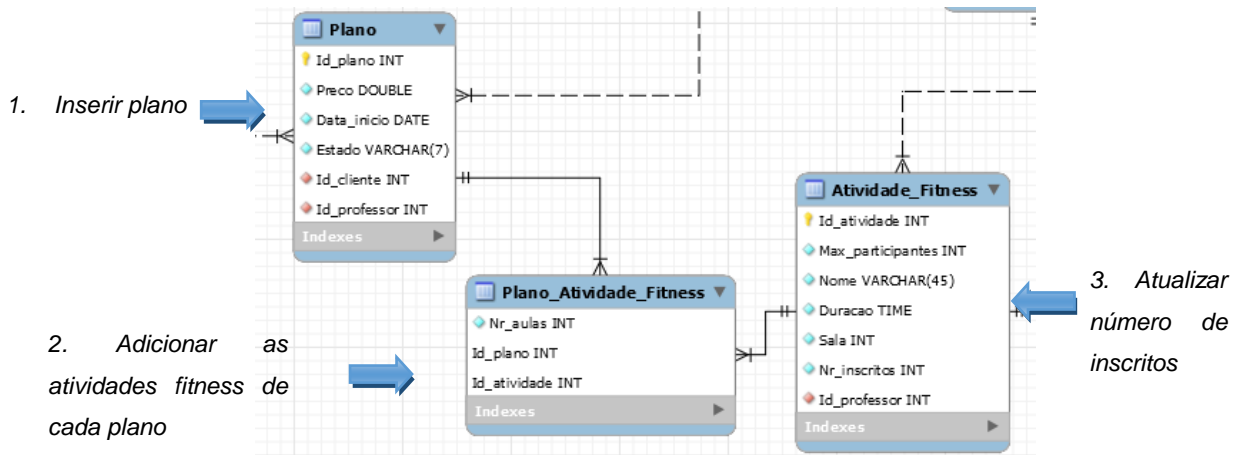 Plano
Id_plano INT
Preco DOUBLE
Data_inicio DATE
Estado VARCHAR(7)
Id_cliente INT
Id_professor INT
Indexes
1. Inserir plano
Plano_Atividade_Fitness
Nr_aulas INT
Id_plano INT
Id_atividade INT
Indexes
2. Adicionar as
atividades fitness de
cada plano
Atividade_Fitness
Id_atividade INT
Max_participantes INT
Nome VARCHAR(45)
Duracao TIME
Sala INT
Nr_inscritos INT
Id_professor INT
Indexes
3. Atualizar
número de
inscritos